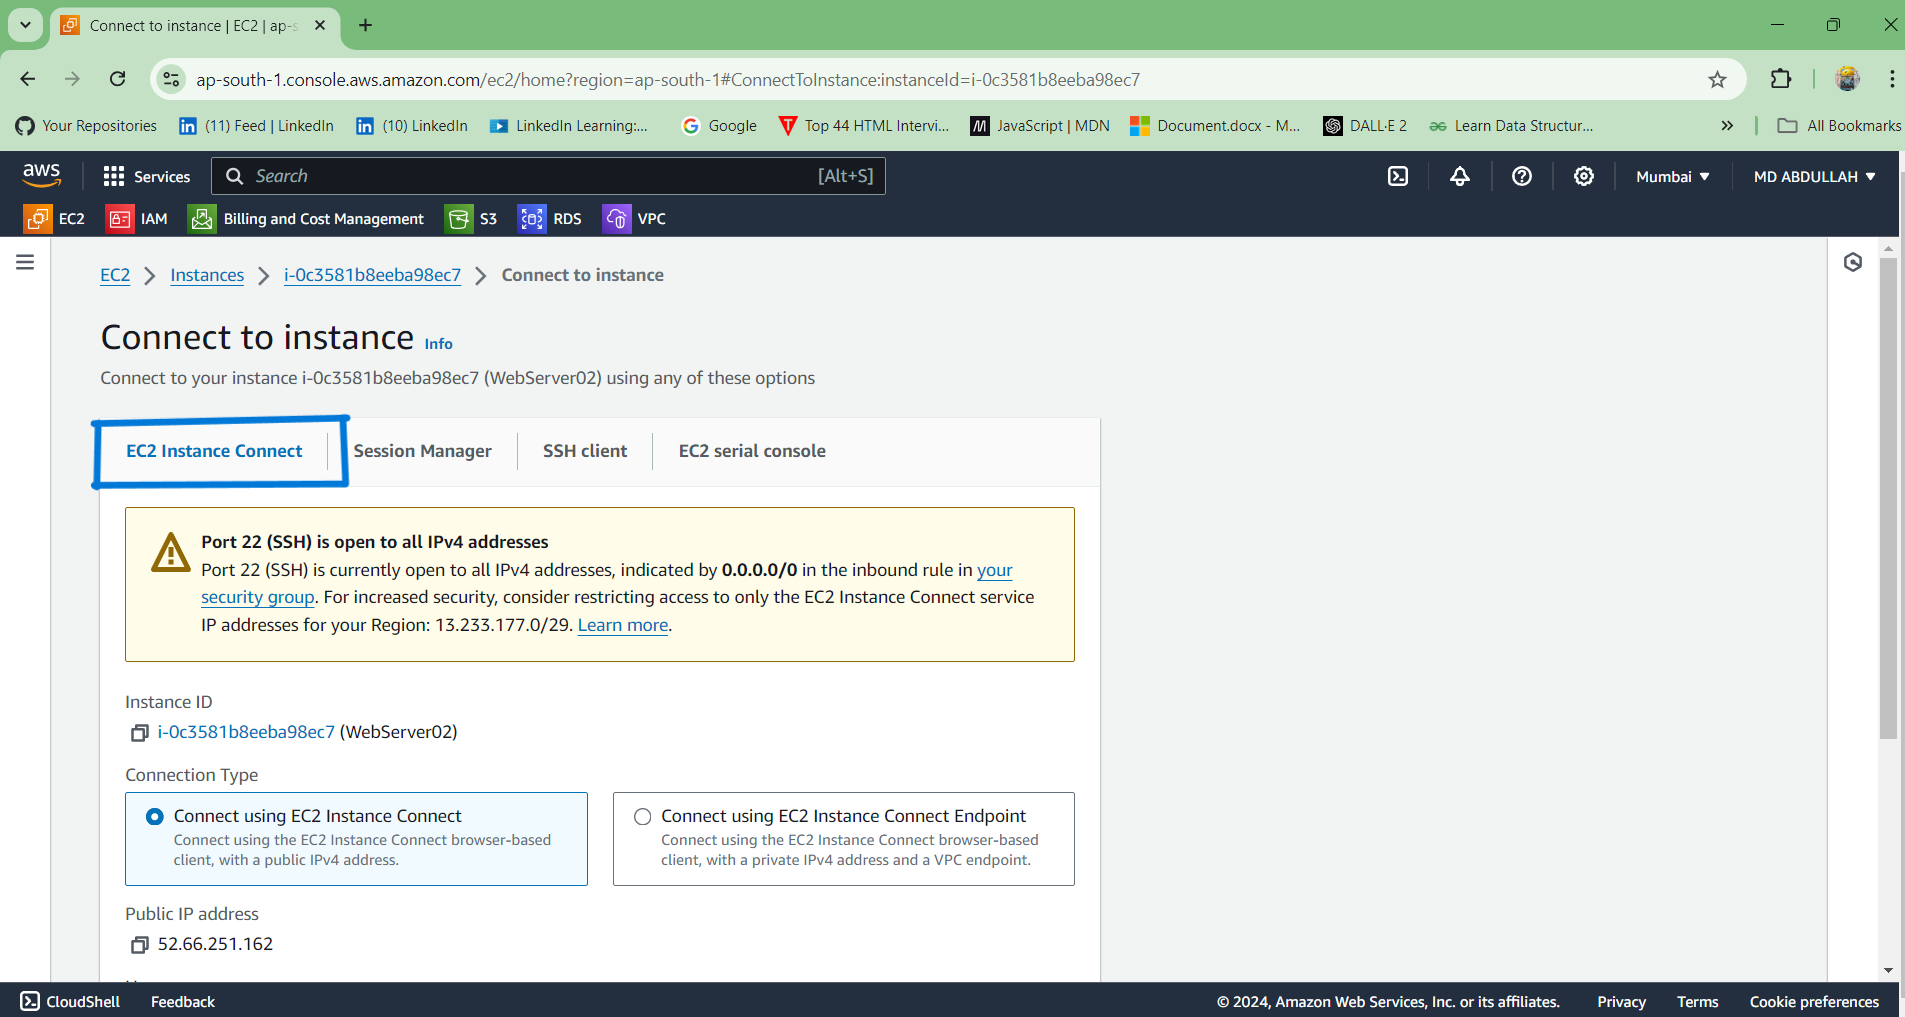 Connect to instance | EC2 | ap-s
ap-south-1.console.aws.amazon.com/ec2/home?region=ap-south-1#ConnectToInstance:instanceId=i-0c3581b8eeba98ec7
Your Repositories (11) Feed | LinkedIn (10) LinkedIn LinkedIn Learning:... Google Top 44 HTML Intervi... JavaScript | MDN Document.docx - M... DALL·E 2 Learn Data Structur... » All Bookmarks
aws Services Search [Alt+S] Mumbai MD ABDULLAH
EC2 IAM Billing and Cost Management S3 RDS VPC
EC2 Instances i-0c3581b8eeba98ec7 Connect to instance
Connect to instance Info
Connect to your instance i-0c3581b8eeba98ec7 (WebServer02) using any of these options
EC2 Instance Connect Session Manager SSH client EC2 serial console
Port 22 (SSH) is open to all IPv4 addresses
Port 22 (SSH) is currently open to all IPv4 addresses, indicated by 0.0.0.0/0 in the inbound rule in your
security group. For increased security, consider restricting access to only the EC2 Instance Connect service
IP addresses for your Region: 13.233.177.0/29. Learn more.
Instance ID
i-0c3581b8eeba98ec7 (WebServer02)
Connection Type
Connect using EC2 Instance Connect
Connect using the EC2 Instance Connect browser-based
client, with a public IPv4 address.
Connect using EC2 Instance Connect Endpoint
Connect using the EC2 Instance Connect browser-based
client, with a private IPv4 address and a VPC endpoint.
Public IP address
52.66.251.162
CloudShell Feedback © 2024, Amazon Web Services, Inc. or its affiliates. Privacy Terms Cookie preferences